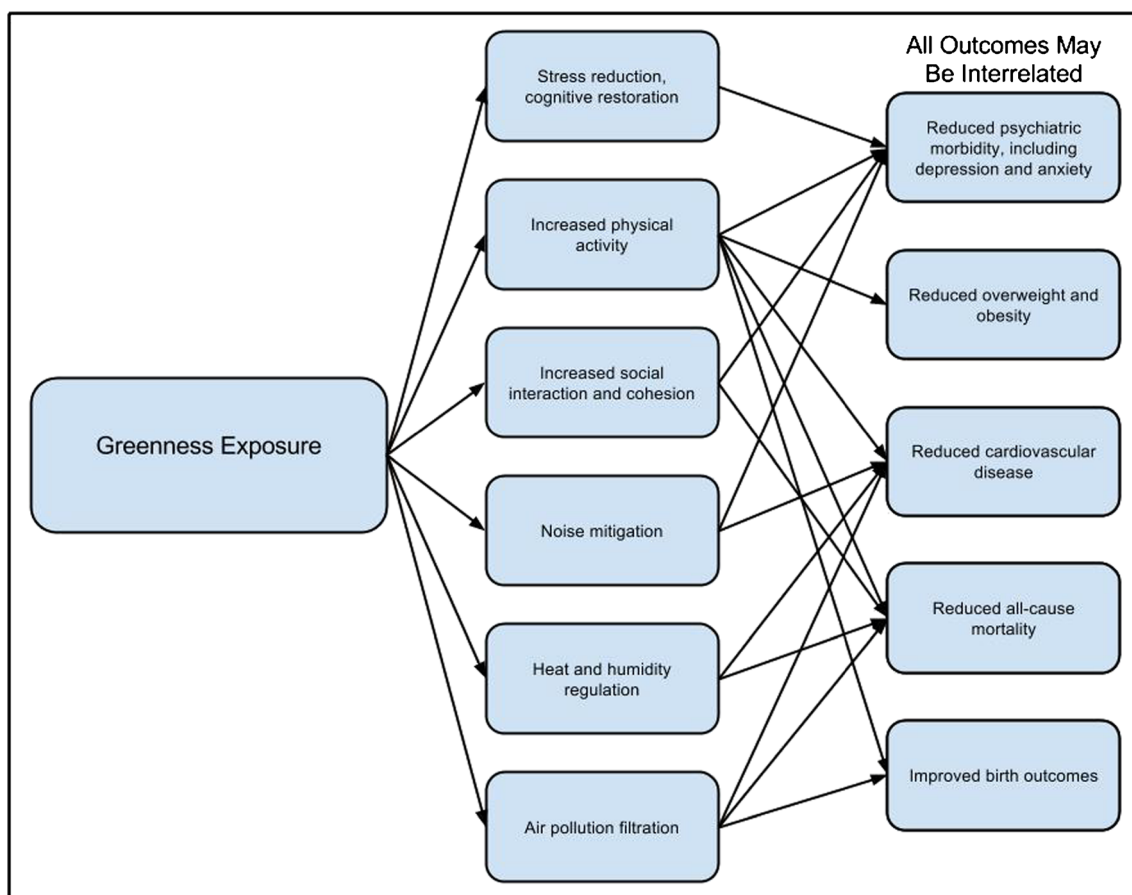 All Outcomes May
Be Interrelated
Greenness Exposure
Stress reduction,
cognitive restoration
Increased physical
activity
Increased social
interaction and cohesion
Noise mitigation
Heat and humidity
regulation
Air pollution filtration
Reduced psychiatric
morbidity, including
depression and anxiety
Reduced overweight and
obesity
Reduced cardiovascular
disease
Reduced all-cause
mortality
Improved birth outcomes